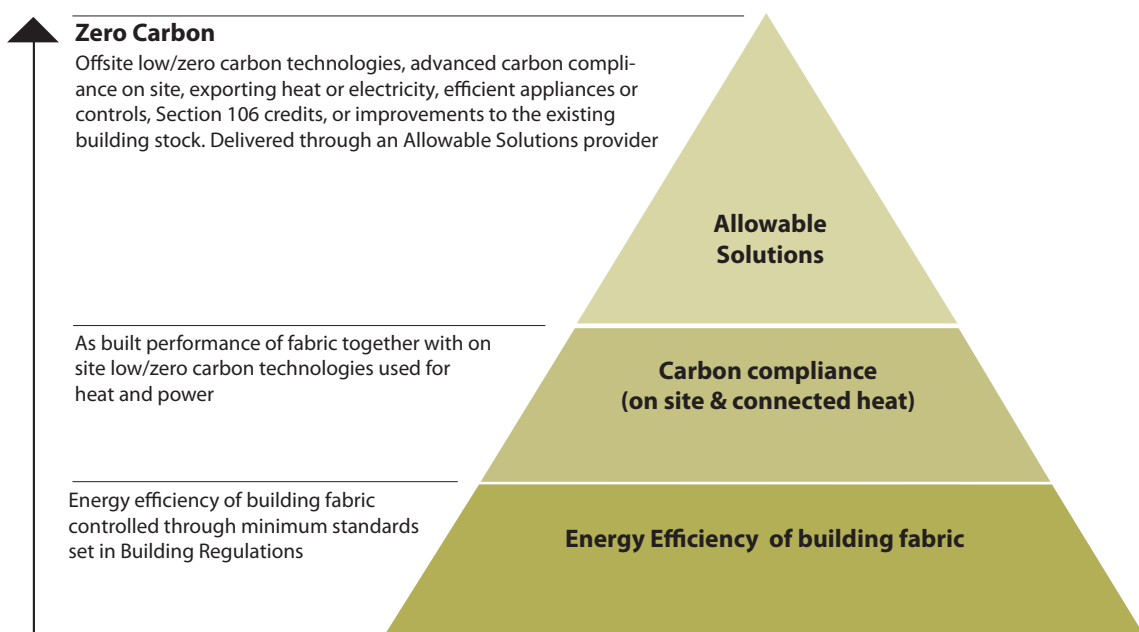 Zero Carbon
Offsite low/zero carbon technologies, advanced carbon compli-
ance on site, exporting heat or electricity, efficient appliances or
controls, Section 106 credits, or improvements to the existing
building stock. Delivered through an Allowable Solutions provider
Allowable
Solutions
As built performance of fabric together with on
site low/zero carbon technologies used for
heat and power
Carbon compliance
(on site & connected heat)
Energy efficiency of building fabric
controlled through minimum standards
set in Building Regulations
Energy Efficiency of building fabric